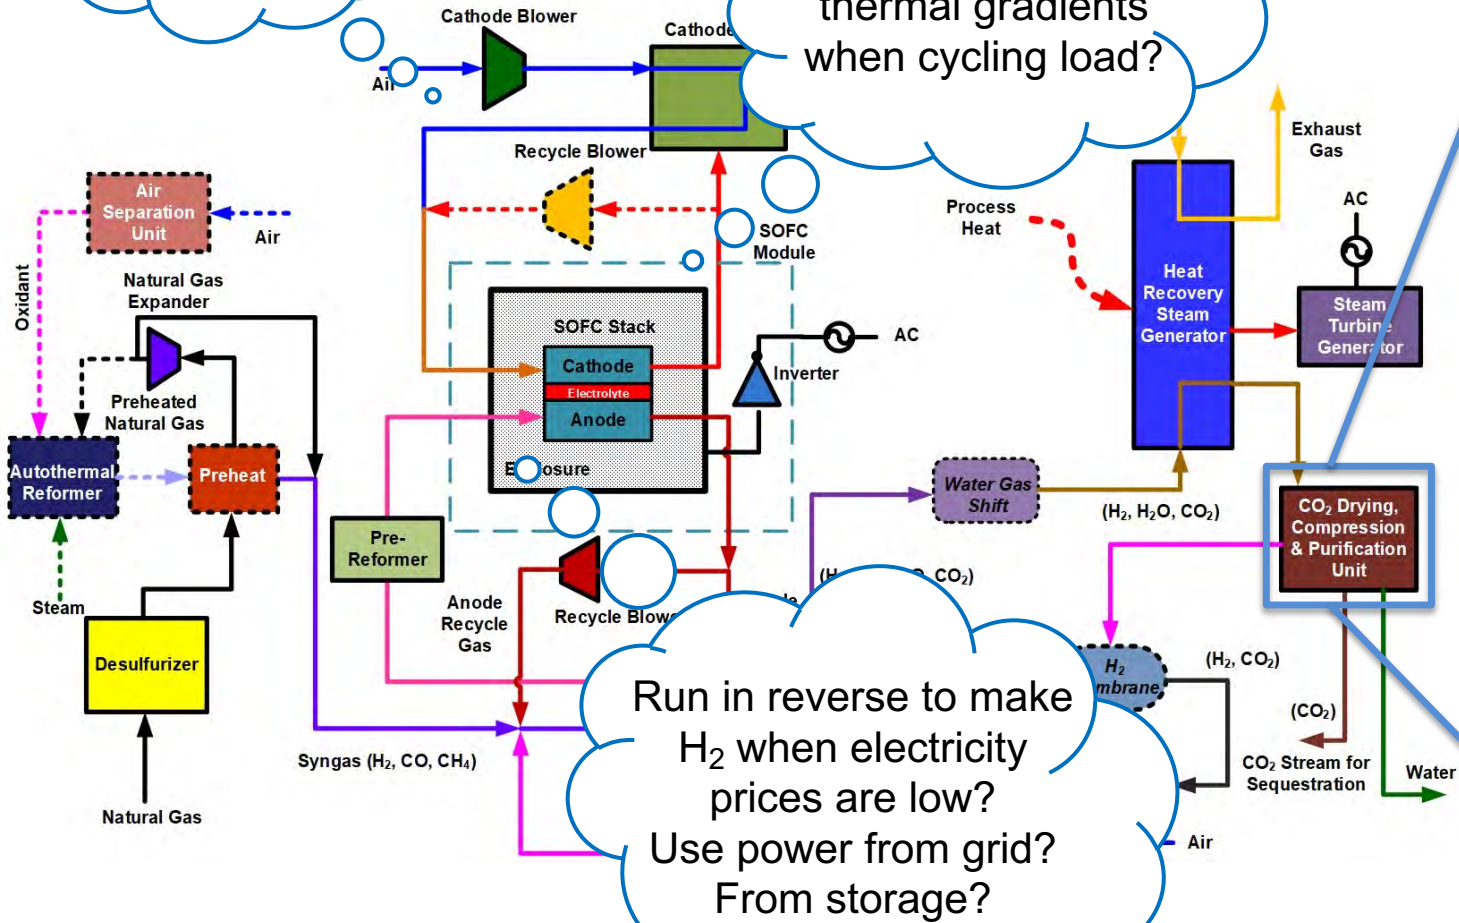 thermal gradients
when cycling load?
Cathode Blower
Cathode
Air
Recycle Blower
SOFC
Module
Exhaust
Gas
AC
Process
Heat
Heat
Recovery
Steam
Generator
Steam
Turbine
Generator
Air
Separation
Unit
Air
Oxidant
Natural Gas
Expander
Preheated
Natural Gas
Autothermal
Reformer
Preheat
Steam
Desulfurizer
Natural Gas
SOFC Stack
Cathode
Electrolyte
Anode
Inverter
AC
Pre-
Reformer
Anode
Recycle
Gas
Syngas (H₂, CO, CH₄)
Water Gas
Shift
(H₂, H₂O, CO₂)
CO₂)
CO₂ Drying,
Compression
& Purification
Unit
H₂
(H₂, CO₂)
(CO₂)
CO₂ Stream for
Sequestration
Water
Recycle
Air
Run in reverse to make
H₂ when electricity
prices are low?
Use power from grid?
From storage?